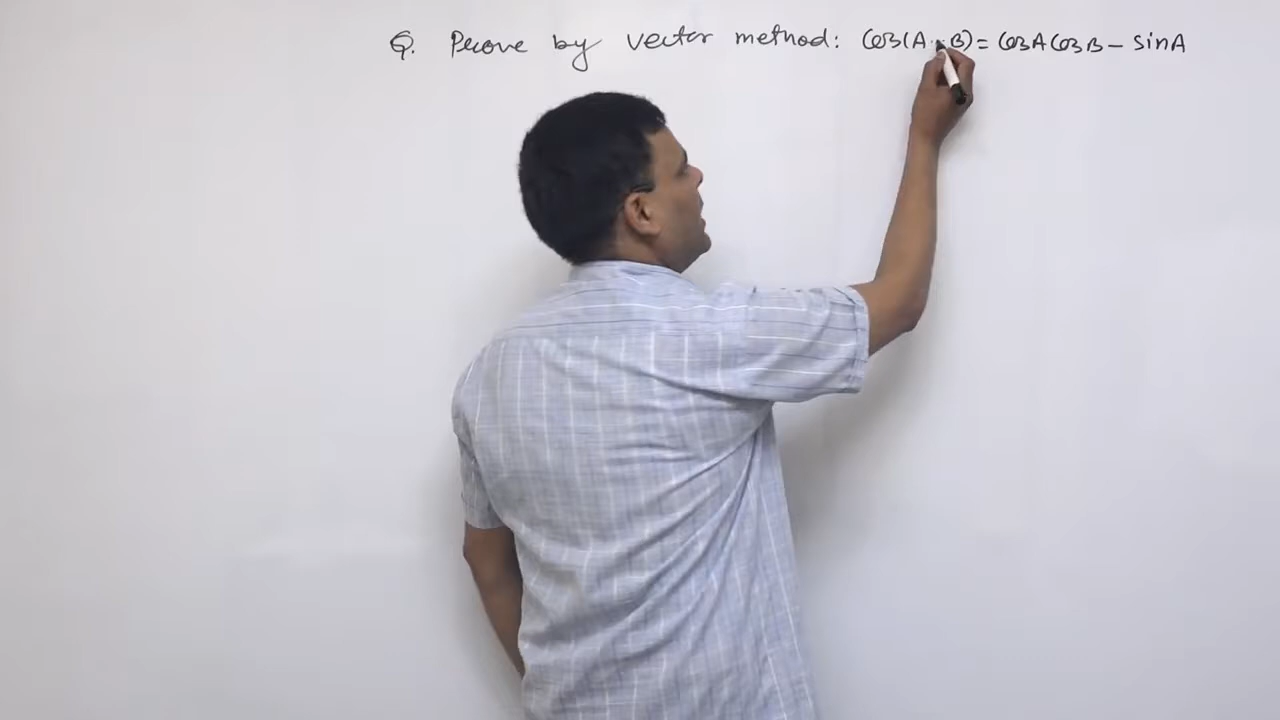 Q. Prove by vector method: Cos(A B) = CosA CosB - sinA